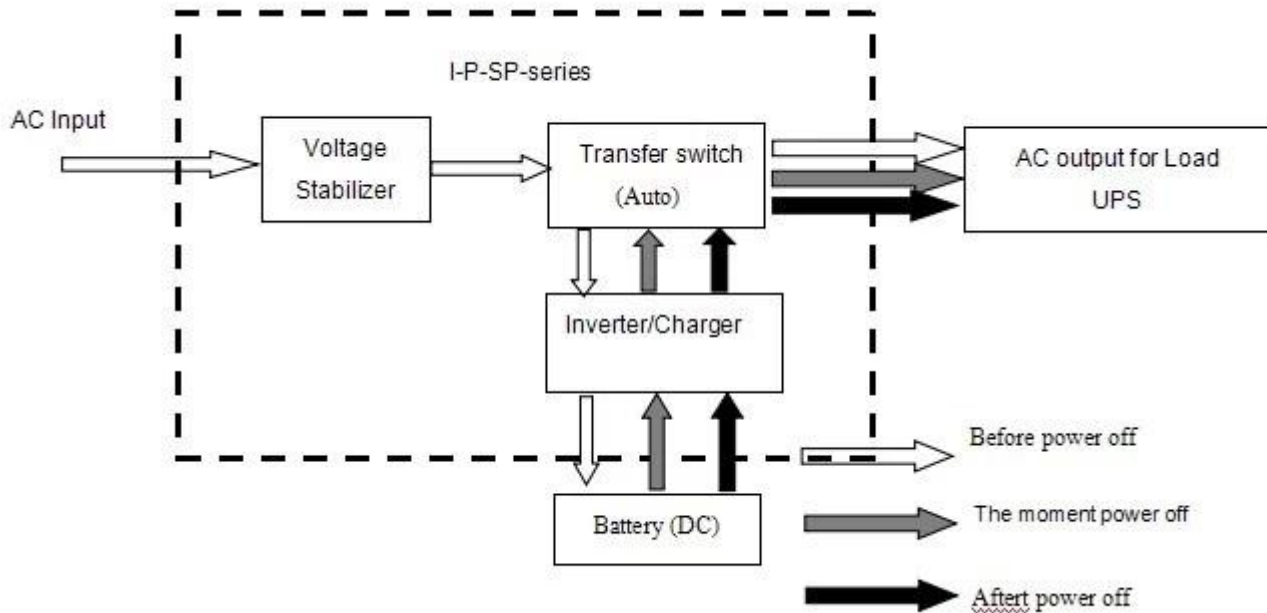 I-P-SP-series
AC Input
Voltage
Stabilizer
Transfer switch
(Auto)
AC output for Load
UPS
Inverter/Charger
Battery (DC)
Before power off
The moment power off
Aftert power off